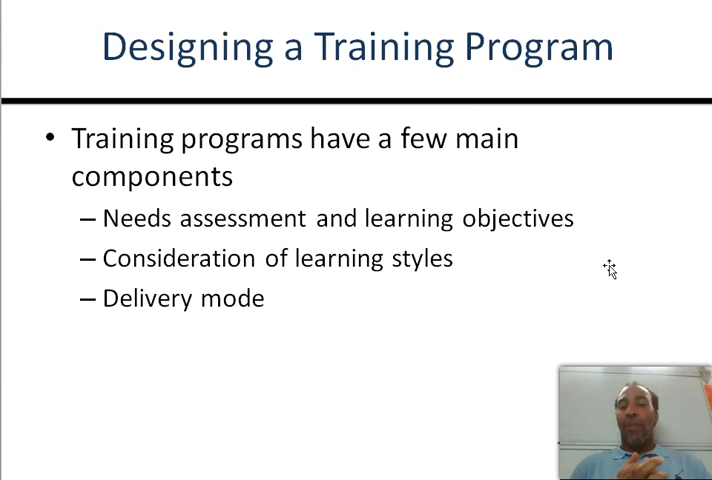 Designing a Training Program
• Training programs have a few main
components
– Needs assessment and learning objectives
– Consideration of learning styles
– Delivery mode